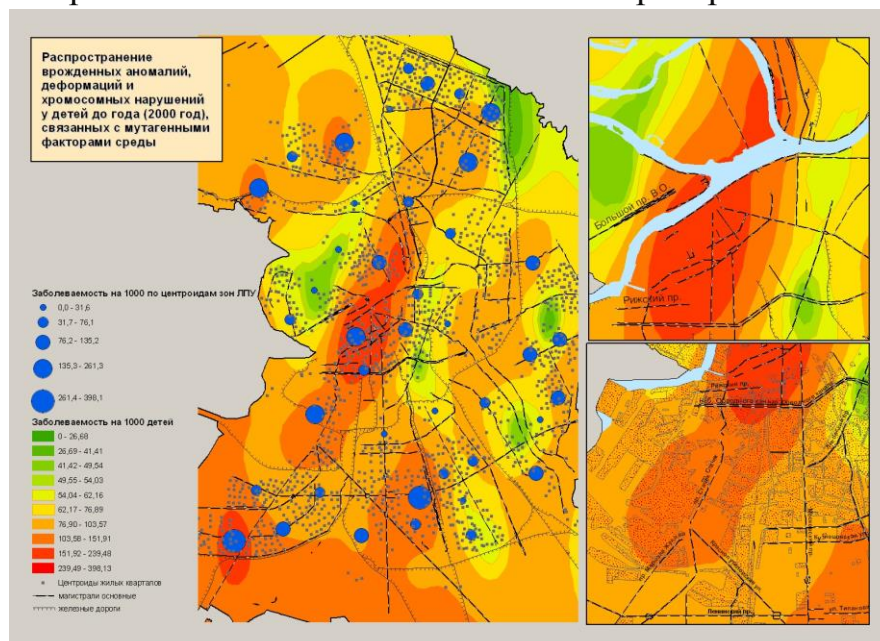 Распространение
врожденных аномалий,
деформаций и
хромосомных нарушений
у детей до года (2000 год),
связанных с мутагенными
факторами среды
Заболеваемость на 1000 по центроидам зон ЛПУ
0,0 - 31,6
31,7 - 76,1
76,2 - 135,2
135,3 - 261,3
261,4 - 398,1
Заболеваемость на 1000 детей
0 - 26,68
26,69 - 41,41
41,42 - 49,54
49,55 - 54,03
54,04 - 62,16
62,17 - 76,89
76,90 - 103,57
103,58 - 151,91
151,92 - 239,48
239,49 - 398,13
Центроиды жилых кварталов
магистрали основные
железные дороги
Большой пр. В.О.
Рижский пр.
Рижский пр.
наб. Обводного канала
Ленинский пр.